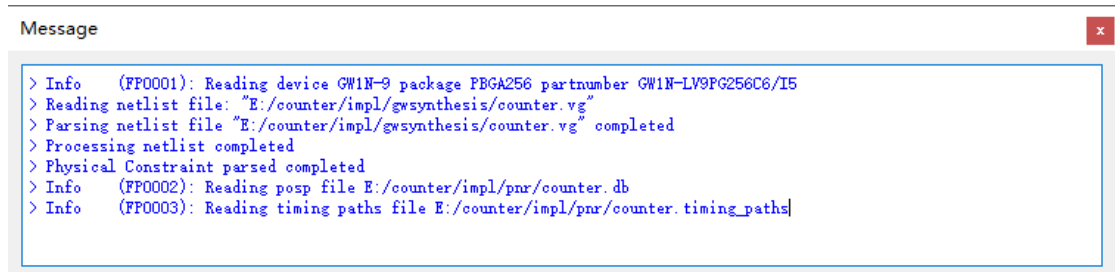 Message
x
> Info (FP0001): Reading device GW1N-9 package PBGA256 partnumber GW1N-LV9PG256C6/I5
> Reading netlist file: "E:/counter/impl/gwsynthesis/counter.vg"
> Parsing netlist file "E:/counter/impl/gwsynthesis/counter.vg" completed
> Processing netlist completed
> Physical Constraint parsed completed
> Info (FP0002): Reading posp file E:/counter/impl/pnr/counter.db
> Info (FP0003): Reading timing paths file E:/counter/impl/pnr/counter.timing_paths